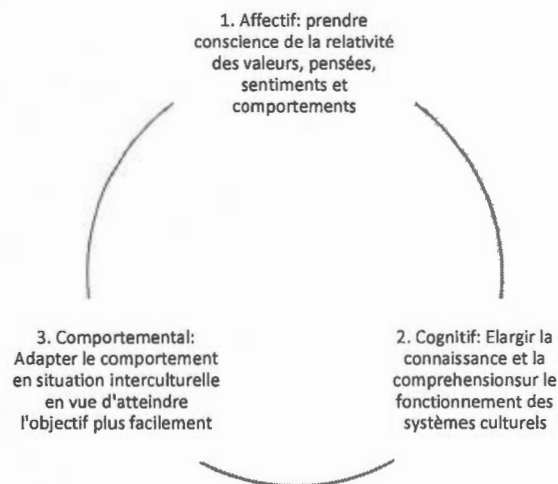 1. Affectif: prendre
conscience de la relativité
des valeurs, pensées,
sentiments et
comportements
2. Cognitif: Elargir la
connaissance et la
comprehensionsur le
fonctionnement des
systèmes culturels
3. Comportemental:
Adapter le comportement
en situation interculturelle
en vue d'atteindre
l'objectif plus facilement